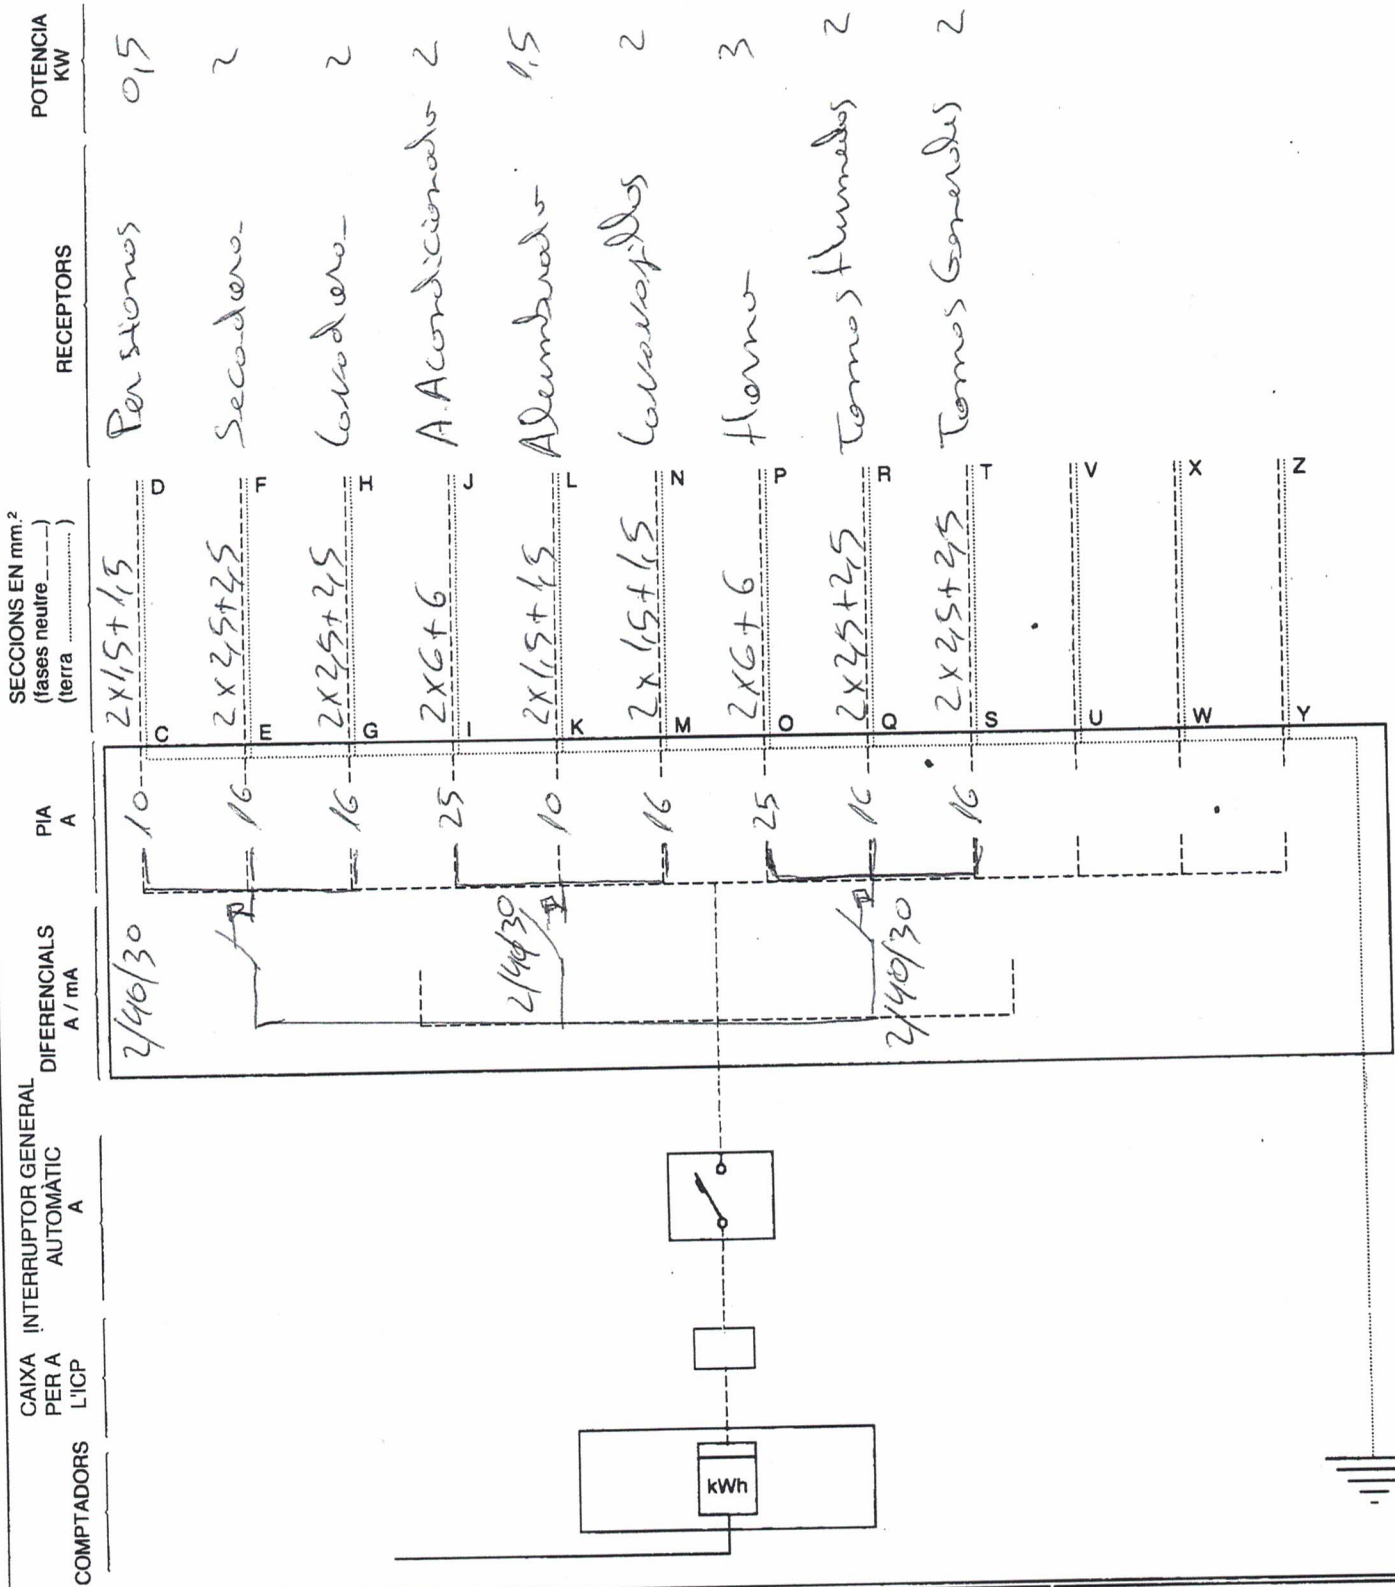 COMPTADORS
CAIXA
PER A
L'ICP
INTERRUPTOR GENERAL
AUTOMÀTIC
A
DIFERENCIALS
A / mA
PIA
A
SECCIONS EN mm.²
(fases neutre _ _ _ _)
(terra ..............)
RECEPTORS
POTENCIA
KW
C 10 2x1,5+1,5 D Persianas 0,5
E 16 2x2,5+2,5 F Secadora 2
G 16 2x2,5+2,5 H Lavadora 2
I 25 2x6+6 J A.Acondicionado 2
K 10 2x1,5+1,5 L Alumbrado 1,5
M 16 2x1,5+1,5 N Lavavajillas 2
O 25 2x6+6 P Horno 3
Q 16 2x2,5+2,5 R Tomas Humedas 2
S 16 2x2,5+2,5 T Tomas Generales 2
U V
W X
Y Z
2/40/30
2/40/30
2/40/30
kWh